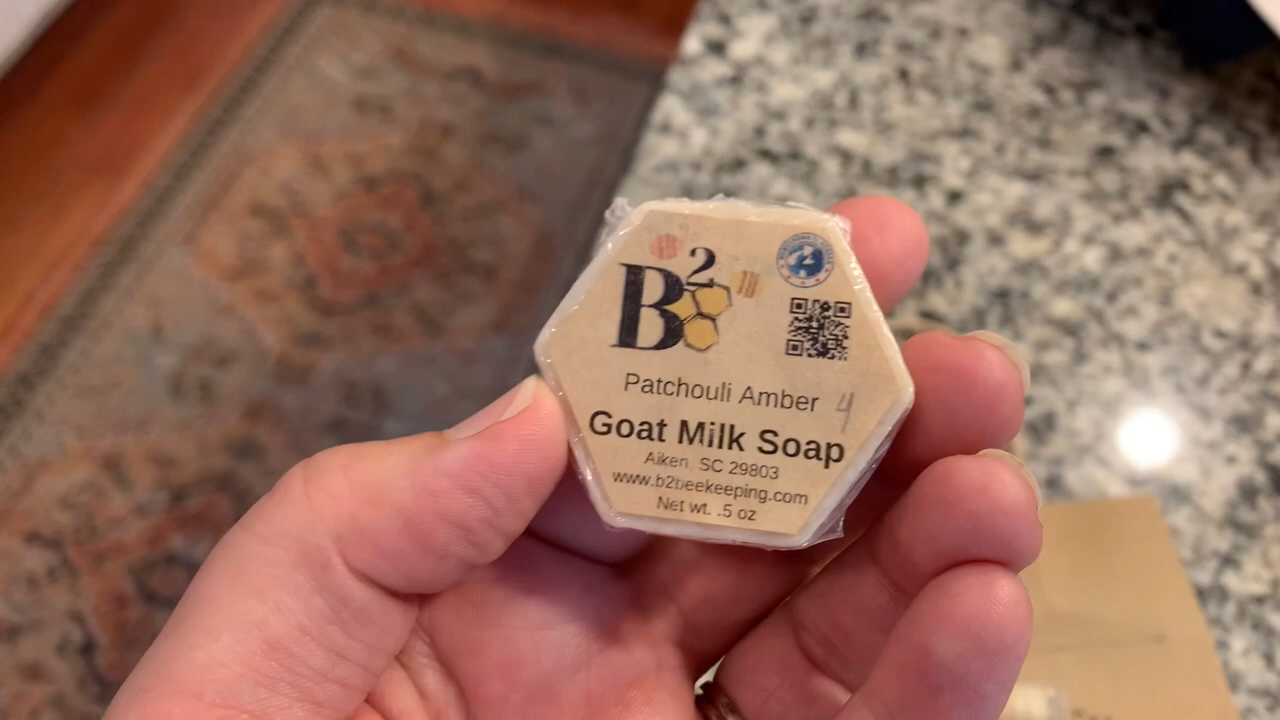 B2
Patchouli Amber 4
Goat Milk Soap
Aiken, SC 29803
www.b2beekeeping.com
Net wt. .5 oz